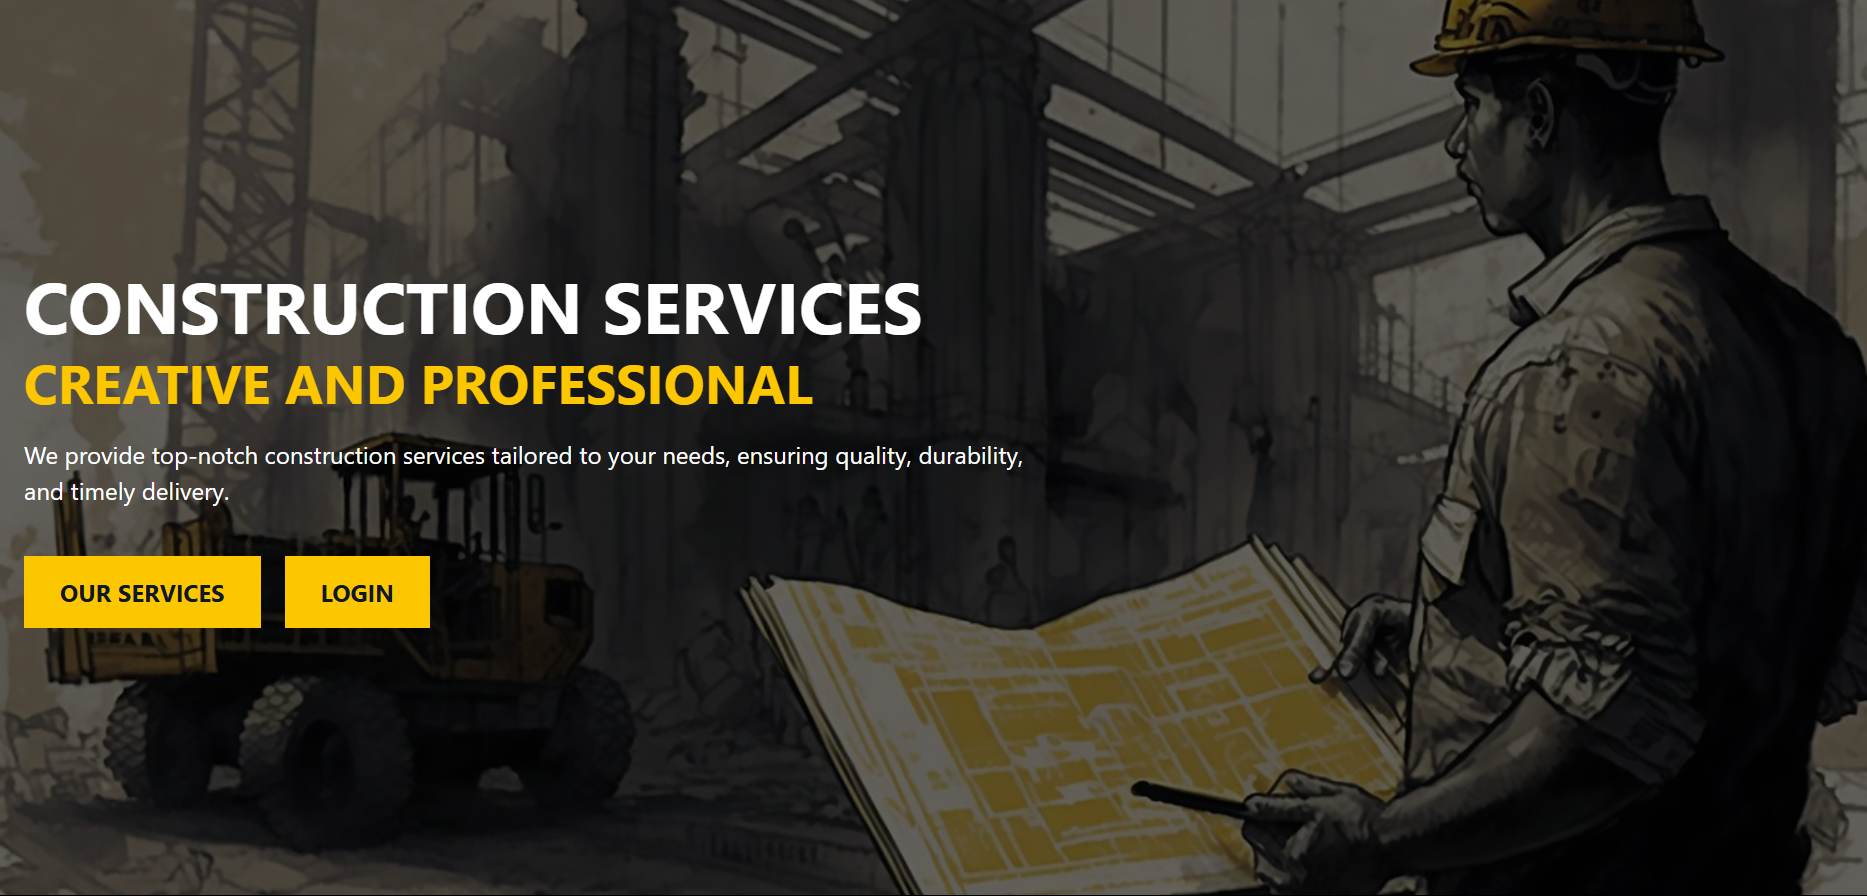 CONSTRUCTION SERVICES
CREATIVE AND PROFESSIONAL
We provide top-notch construction services tailored to your needs, ensuring quality, durability,
and timely delivery.
OUR SERVICES
LOGIN